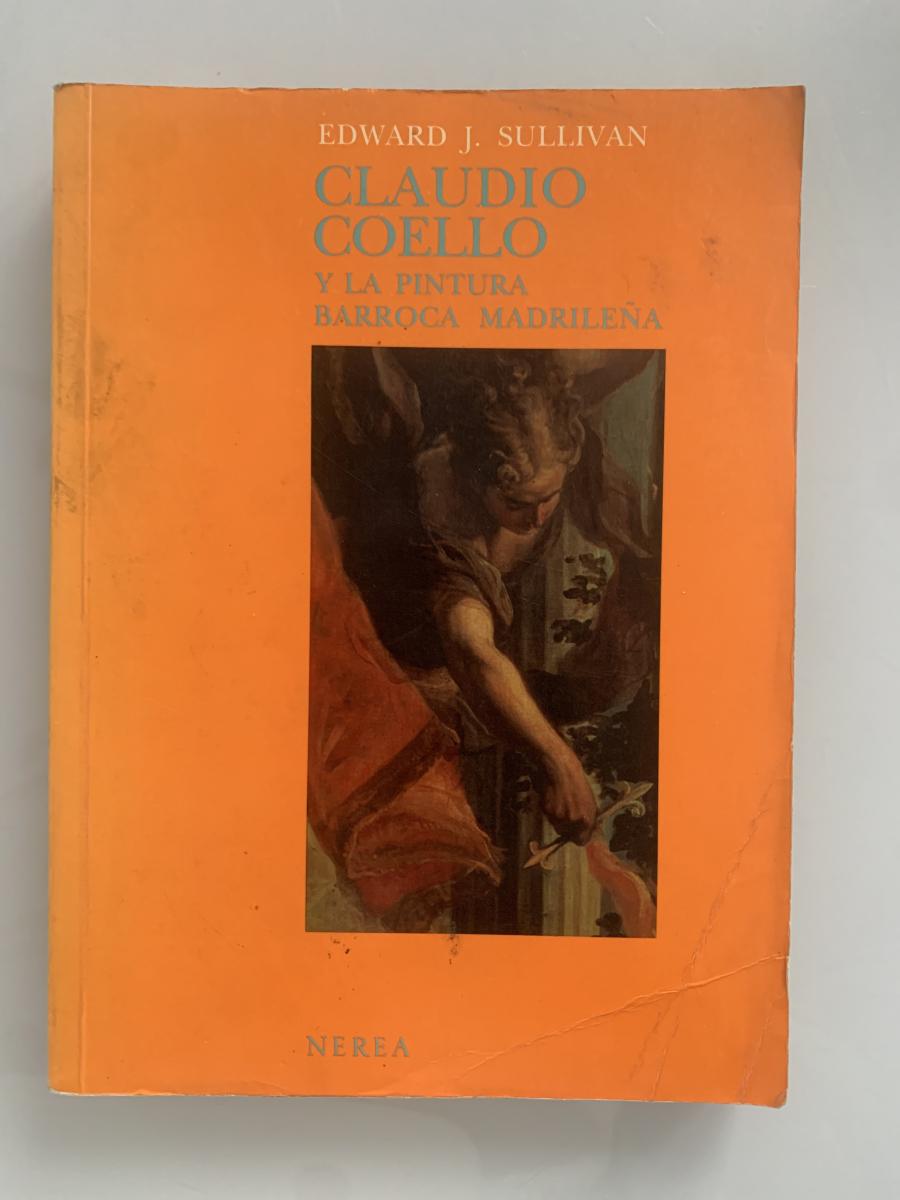 EDWARD J. SULLIVAN
CLAUDIO
COELLO
Y LA PINTURA
BARROCA MADRILEÑA
NEREA